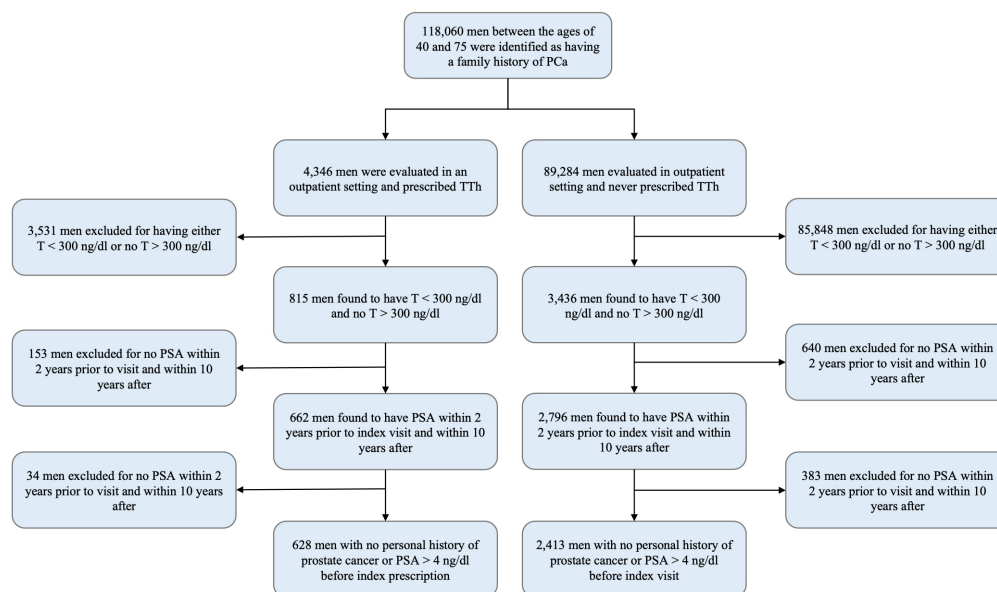 118,060 men between the ages of
40 and 75 were identified as having
a family history of PCa
4,346 men were evaluated in an
outpatient setting and prescribed TTh
89,284 men evaluated in outpatient
setting and never prescribed TTh
3,531 men excluded for having either
T < 300 ng/dl or no T > 300 ng/dl
85,848 men excluded for having either
T < 300 ng/dl or no T > 300 ng/dl
815 men found to have T < 300 ng/dl
and no T > 300 ng/dl
3,436 men found to have T < 300
ng/dl and no T > 300 ng/dl
153 men excluded for no PSA within
2 years prior to visit and within 10
years after
640 men excluded for no PSA within
2 years prior to visit and within 10
years after
662 men found to have PSA within 2
years prior to index visit and within 10
years after
2,796 men found to have PSA within
2 years prior to index visit and within
10 years after
34 men excluded for no PSA within 2
years prior to visit and within 10 years
after
383 men excluded for no PSA within
2 years prior to visit and within 10
years after
628 men with no personal history of
prostate cancer or PSA > 4 ng/dl
before index prescription
2,413 men with no personal history of
prostate cancer or PSA > 4 ng/dl
before index visit